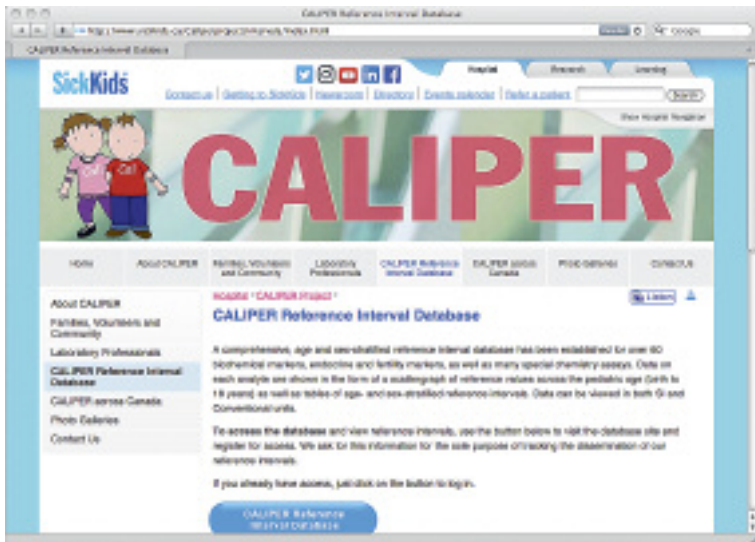 CALIPER Reference Interval Database
CALIPER Reference Interval Database
SickKids
Hospital Research Learning
Contact us | Getting to SickKids | Newsroom | Directory | Events calendar | Refer a patient
Search
CALIPER
Home
About CALIPER
Families, Volunteers
and Community
Laboratory
Professionals
CALIPER Reference
Interval Database
CALIPER across
Canada
Photo Galleries
Contact Us
About CALIPER
Families, Volunteers and
Community
Laboratory Professionals
CALIPER Reference Interval
Database
CALIPER across Canada
Photo Galleries
Contact Us
Hospital > CALIPER Project >
Listen
CALIPER Reference Interval Database
A comprehensive, age and sex-stratified reference interval database has been established for over 60
biochemical markers, endocrine and fertility markers, as well as many special chemistry assays. Data on
each analyte are shown in the form of a scattergraph of reference values across the pediatric age (birth to
18 years) as well as tables of age- and sex-stratified reference intervals. Data can be viewed in both SI and
Conventional units.
To access the database and view reference intervals, use the button below to visit the database site and
register for access. We ask for this information for the sole purpose of tracking the dissemination of our
reference intervals.
If you already have access, just click on the button to log in.
CALIPER Reference
Interval Database